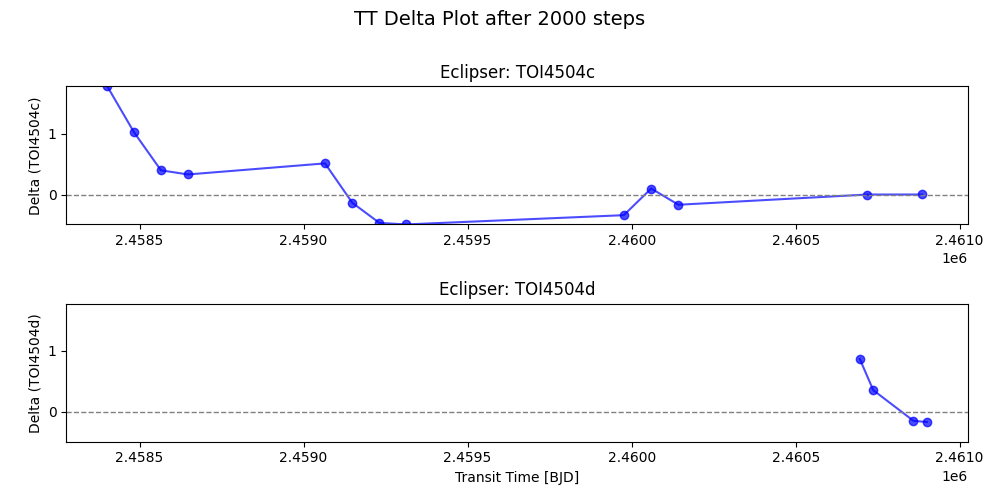 TT Delta Plot after 2000 steps
Eclipser: TOI4504c
Delta (TOI4504c)
1
0
2.4585 2.4590 2.4595 2.4600 2.4605 2.4610
1e6
Eclipser: TOI4504d
Delta (TOI4504d)
1
0
2.4585 2.4590 2.4595 2.4600 2.4605 2.4610
1e6
Transit Time [BJD]